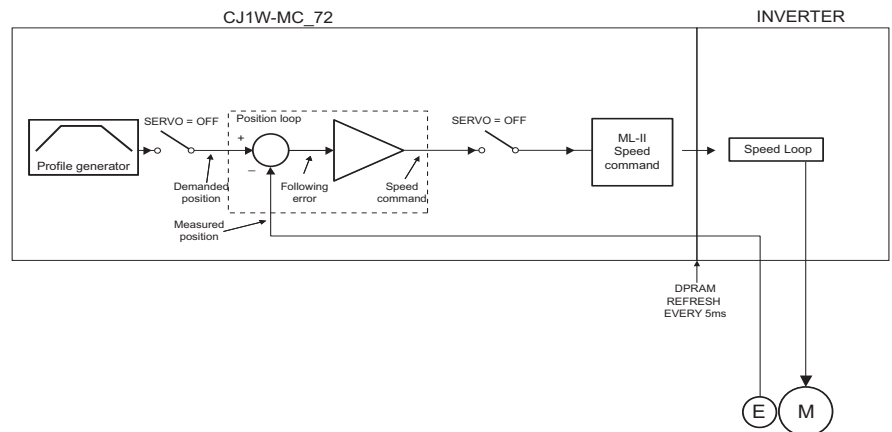 CJ1W-MC_72
INVERTER
SERVO = OFF
Position loop
SERVO = OFF
+
_
Profile generator
Demanded
position
Following
error
Speed
command
Measured
position
ML-II
Speed
command
Speed Loop
DPRAM
REFRESH
EVERY 5ms
E
M